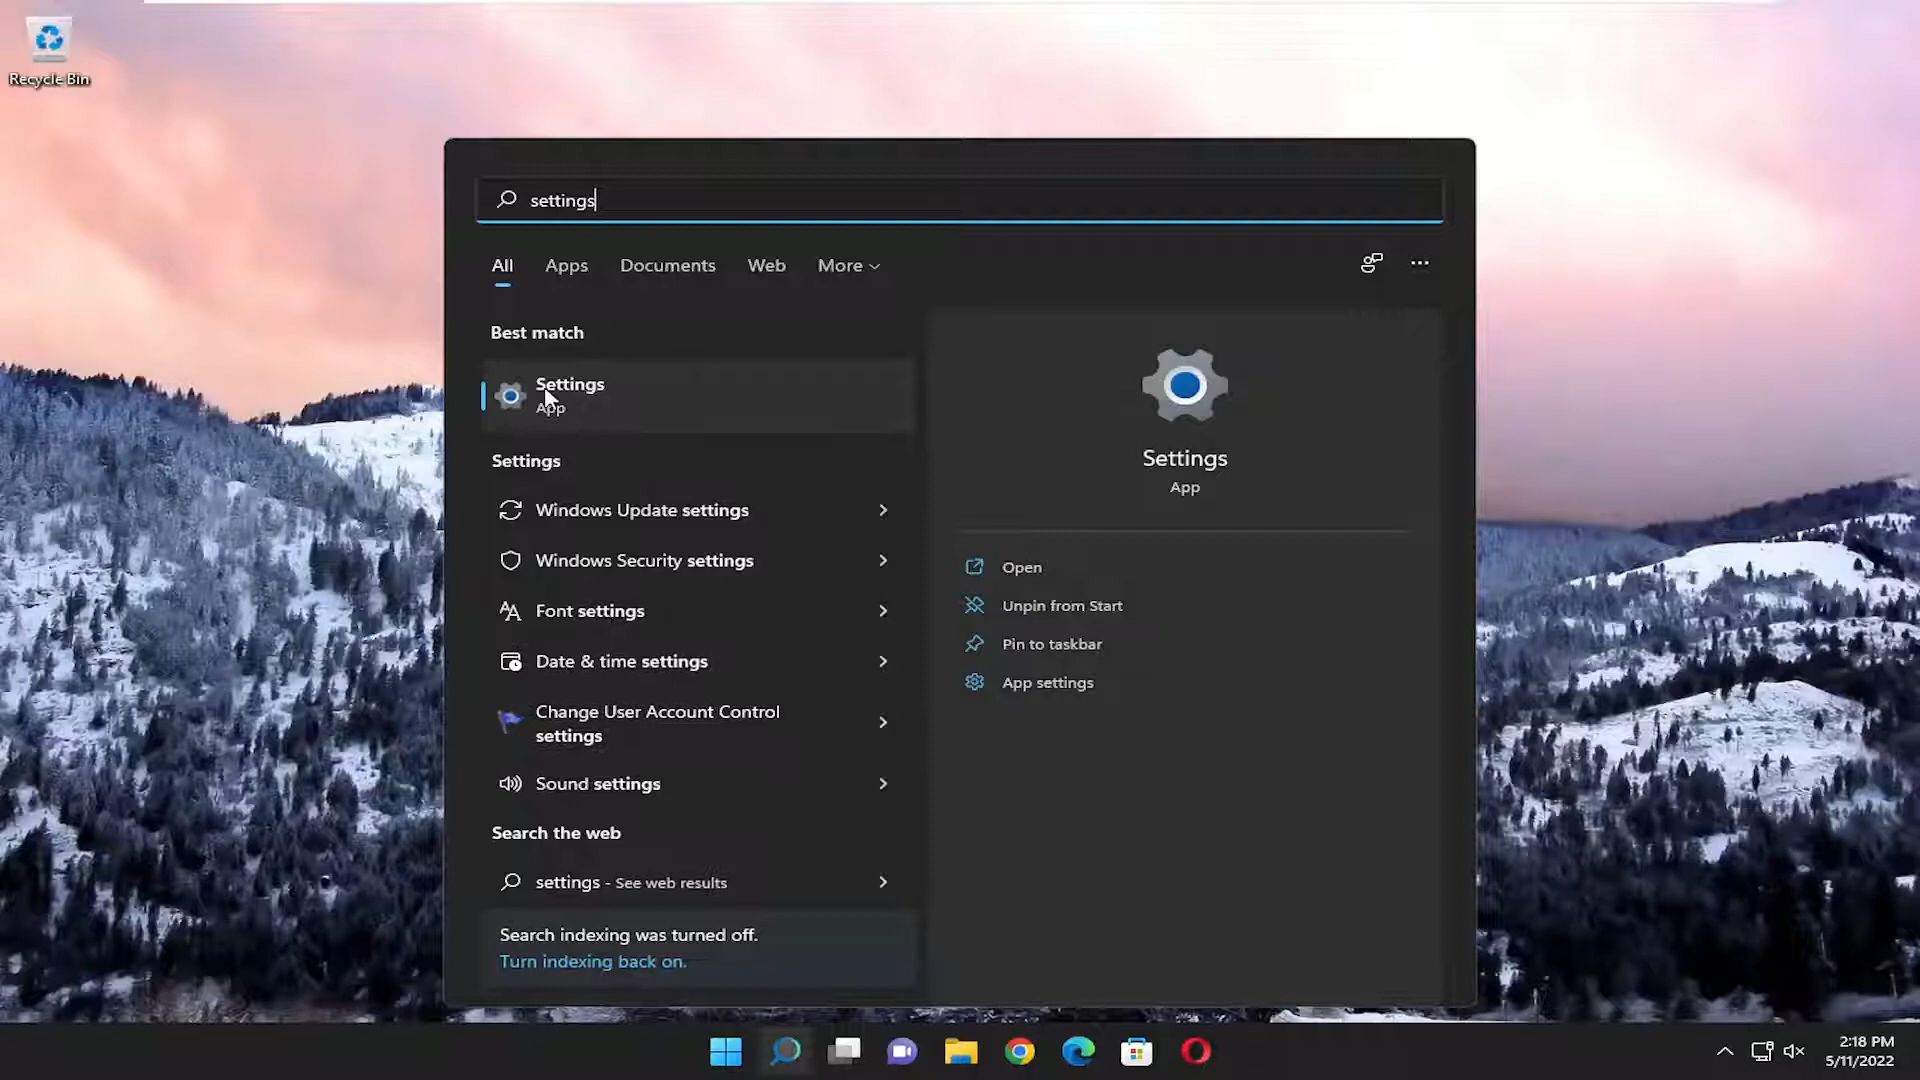 Recycle Bin
settings
All Apps Documents Web More
Best match
Settings
App
Settings
Windows Update settings
Windows Security settings
Font settings
Date & time settings
Change User Account Control
settings
Sound settings
Search the web
settings - See web results
Search indexing was turned off.
Turn indexing back on.
Settings
App
Open
Unpin from Start
Pin to taskbar
App settings
2:18 PM
5/11/2022